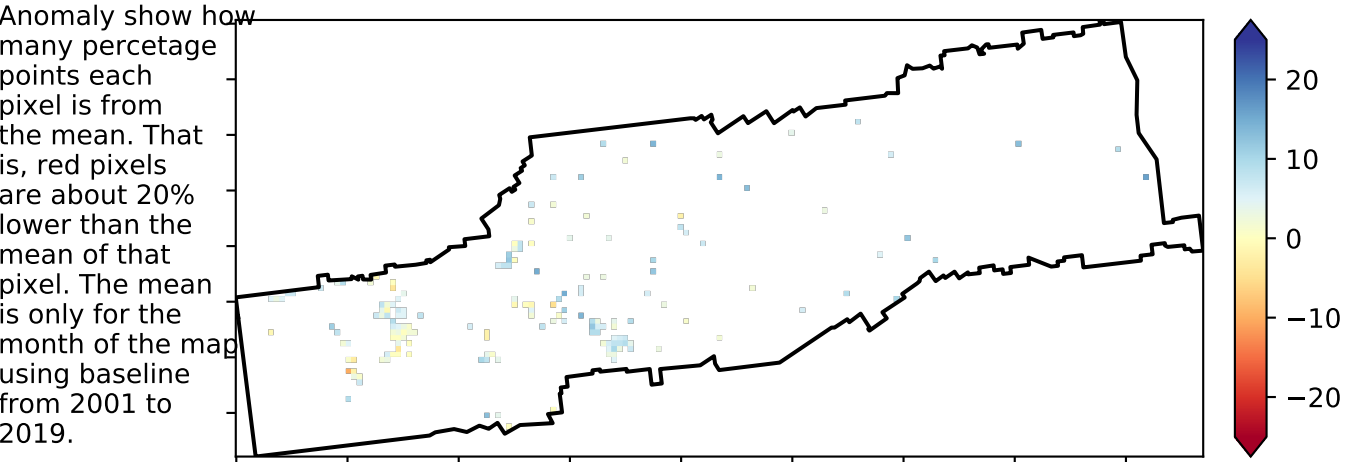 Anomaly show how
many percetage
points each
pixel is from
the mean. That
is, red pixels
are about 20%
lower than the
mean of that
pixel. The mean
is only for the
month of the map
using baseline
from 2001 to
2019.
20
10
0
−10
−20